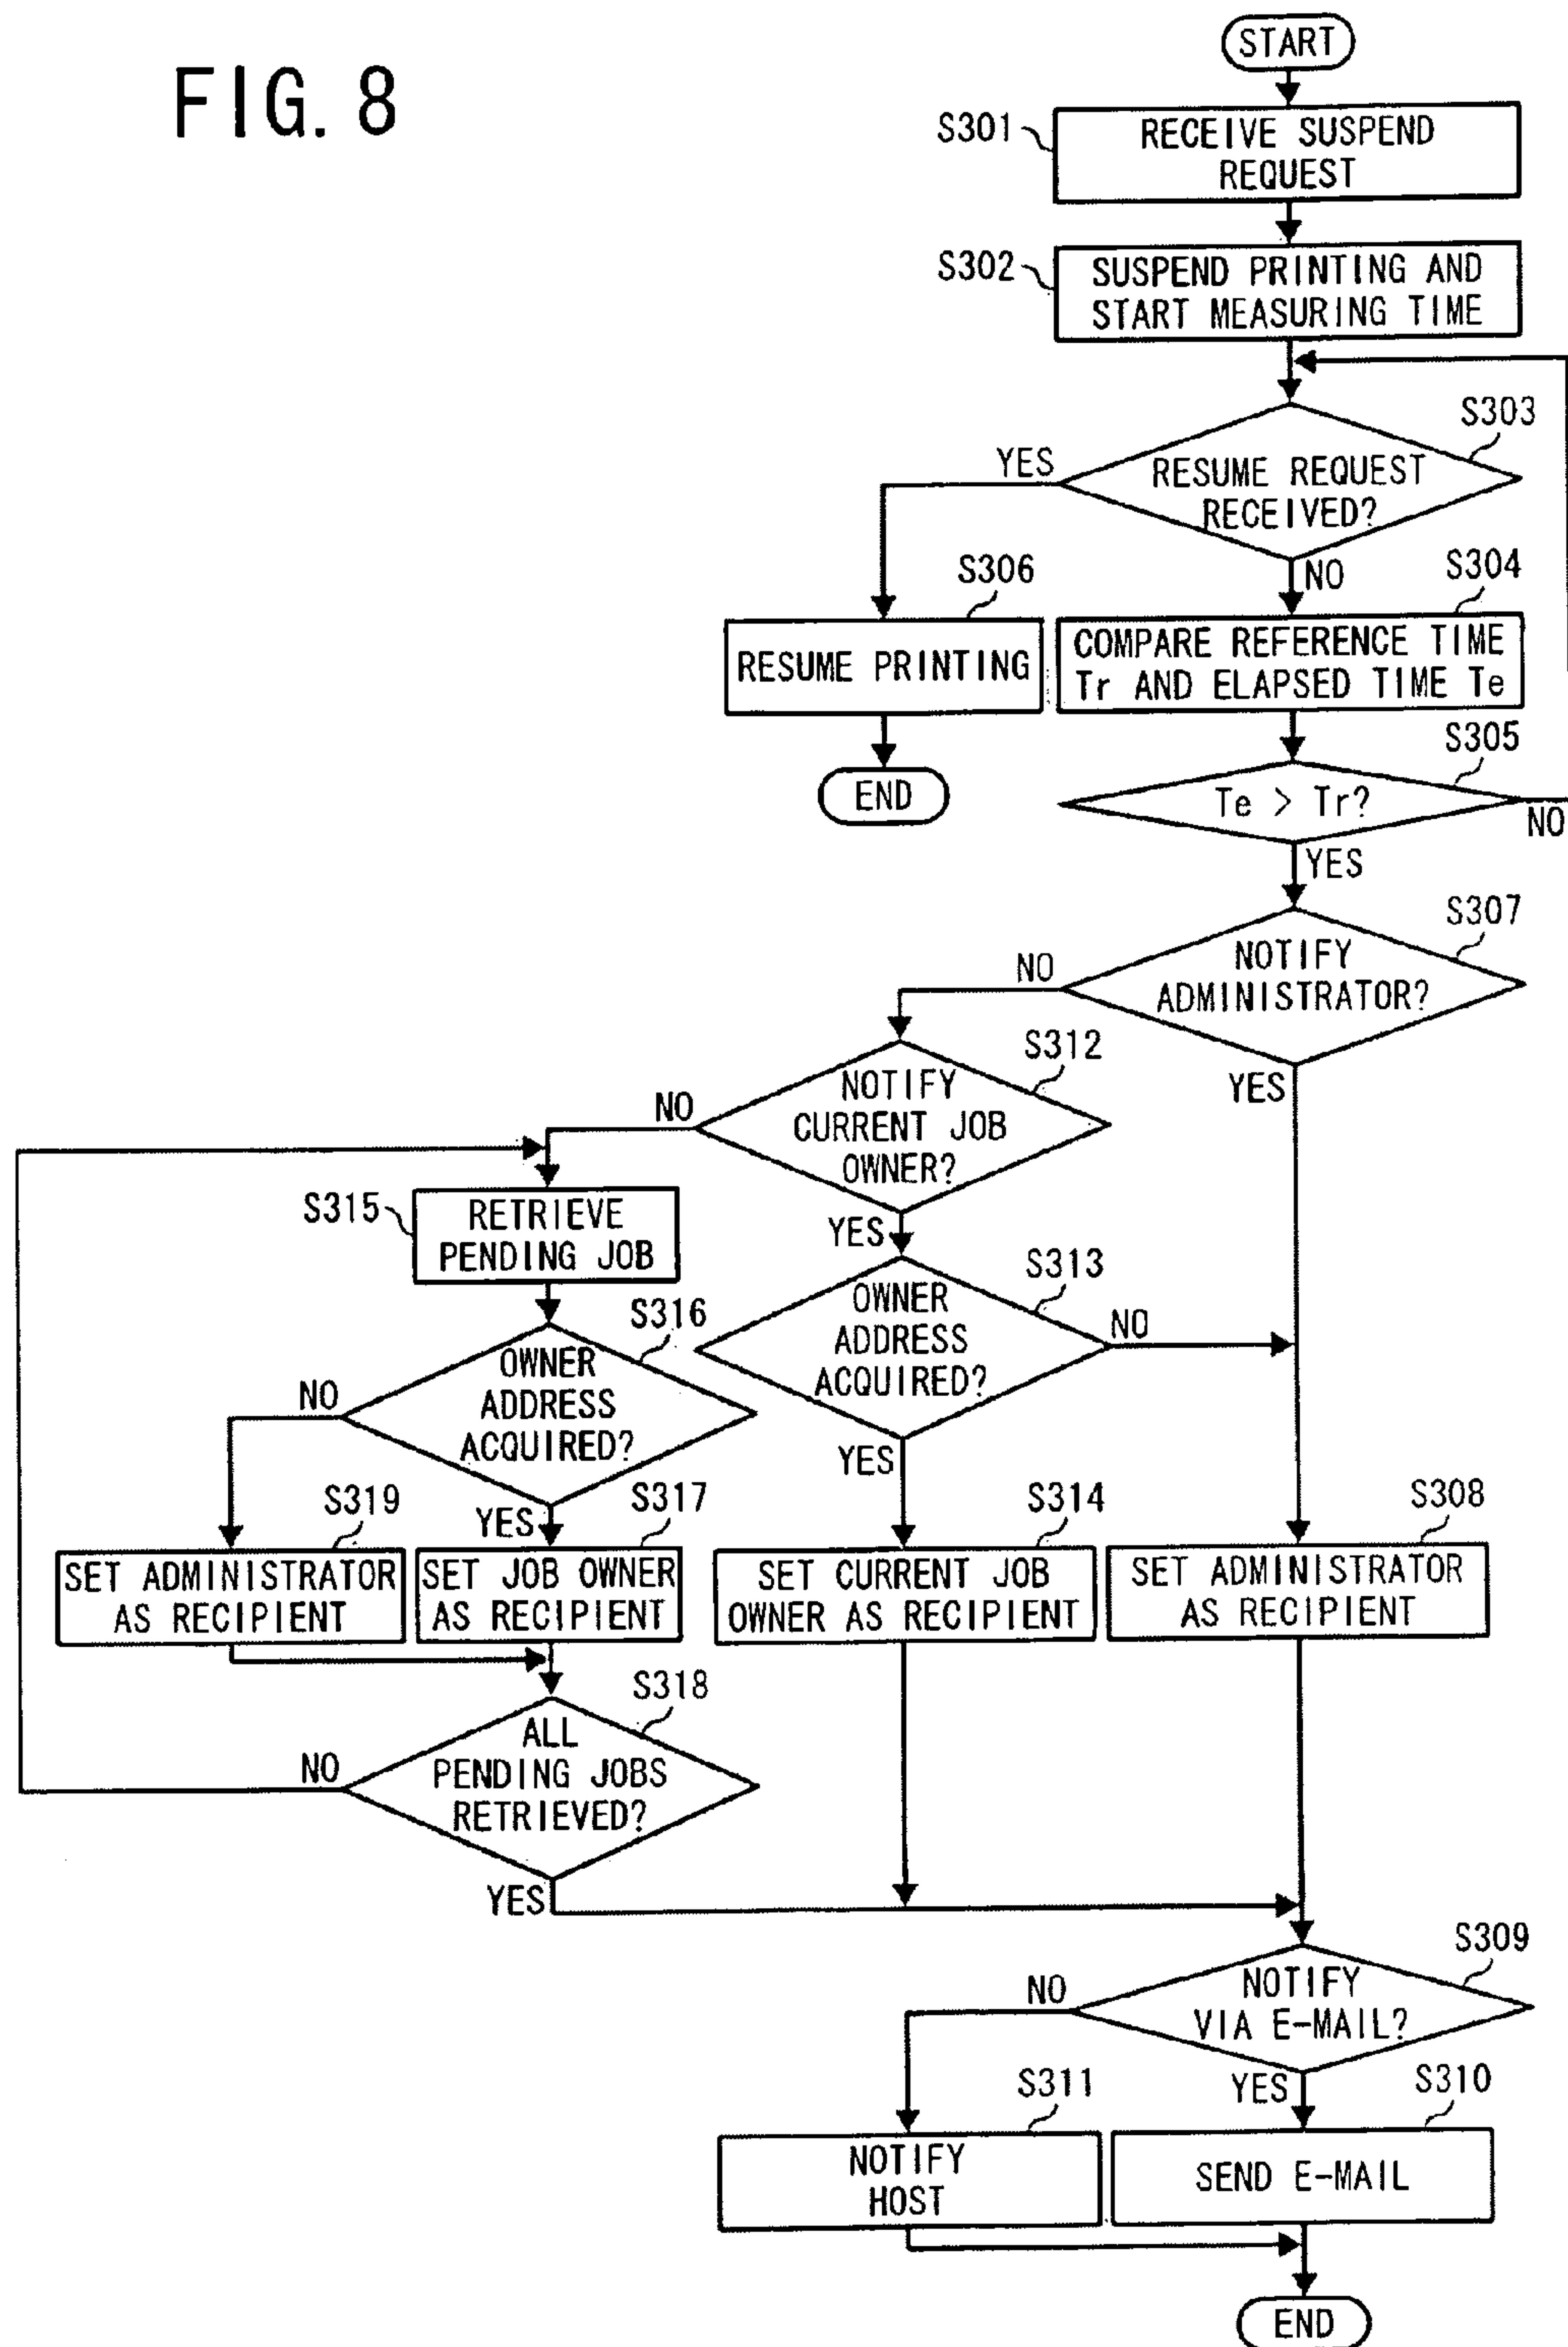 FIG. 8
START
S301
RECEIVE SUSPEND
REQUEST
S302
SUSPEND PRINTING AND
START MEASURING TIME
S303
YES
RESUME REQUEST
RECEIVED?
NO
S306
S304
RESUME PRINTING
COMPARE REFERENCE TIME
Tr AND ELAPSED TIME Te
END
S305
Te > Tr?
NO
YES
S307
NO
NOTIFY
ADMINISTRATOR?
YES
S312
NO
NOTIFY
CURRENT JOB
OWNER?
YES
S315
RETRIEVE
PENDING JOB
S313
OWNER
ADDRESS
ACQUIRED?
NO
YES
S316
NO
OWNER
ADDRESS
ACQUIRED?
YES
S319
SET ADMINISTRATOR
AS RECIPIENT
S317
SET JOB OWNER
AS RECIPIENT
S314
SET CURRENT JOB
OWNER AS RECIPIENT
S308
SET ADMINISTRATOR
AS RECIPIENT
S318
NO
ALL
PENDING JOBS
RETRIEVED?
YES
S309
NO
NOTIFY
VIA E-MAIL?
YES
S311
NOTIFY
HOST
S310
SEND E-MAIL
END